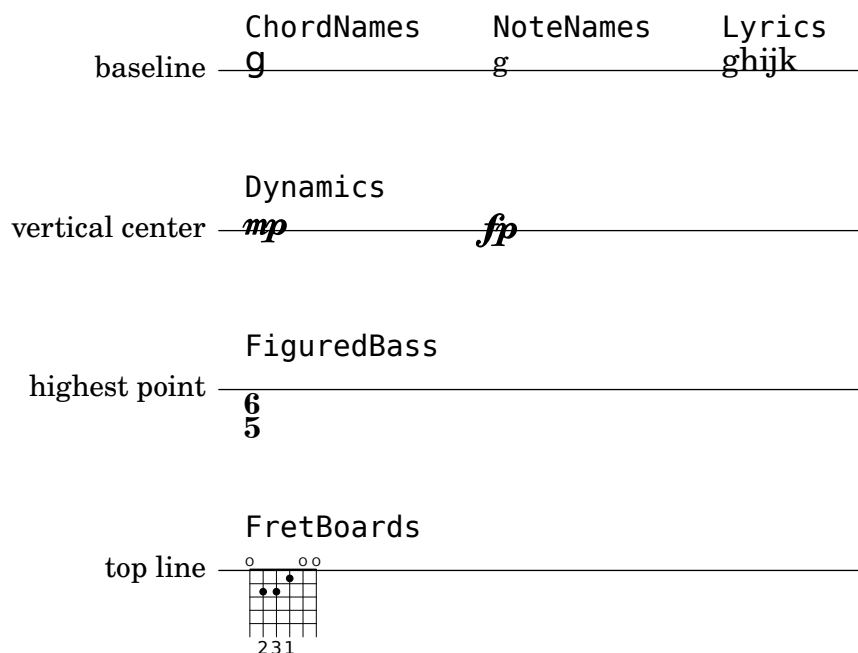 ChordNames NoteNames Lyrics
baseline g g ghijk
Dynamics
vertical center mp fp
FiguredBass
highest point
6
5
FretBoards
o o o
top line
231